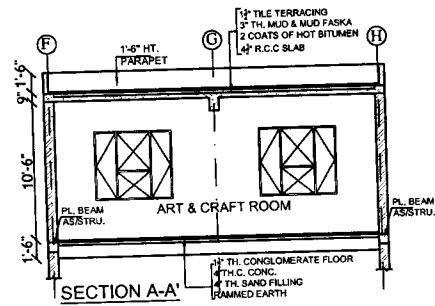 1½" TILE TERRACING
3" TH. MUD & MUD FASKA
2 COATS OF HOT BITUMEN
4½" R.C.C SLAB
F
G
H
1'-6" HT.
PARAPET
1'-6"
9"
10'-6"
1'-6"
ART & CRAFT ROOM
PL. BEAM
AS/STRU.
PL. BEAM
AS/STRU.
1½" TH. CONGLOMERATE FLOOR
4" TH.C. CONC.
4" TH. SAND FILLING
RAMMED EARTH
SECTION A-A'